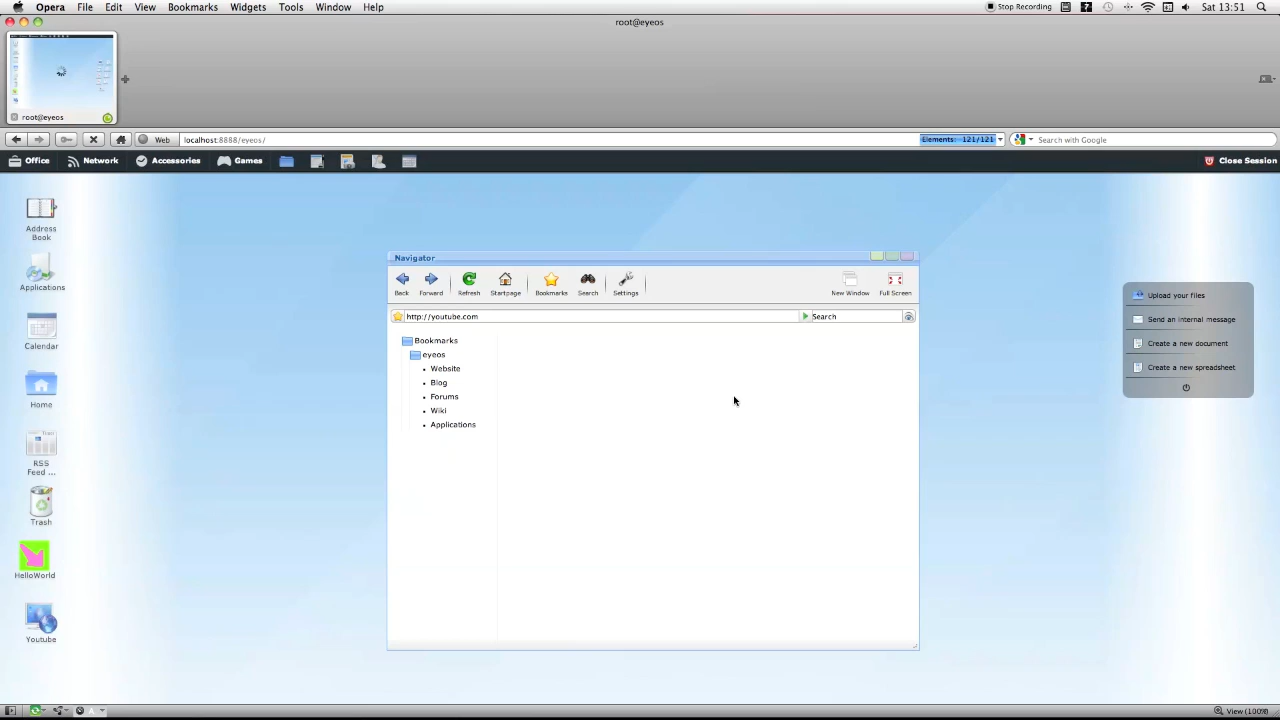 Opera File Edit View Bookmarks Widgets Tools Window Help Stop Recording Sat 13:51
root@eyeos
root@eyeos
Web localhost:8888/eyeos/ Elements: 121/121 Search with Google
Office Network Accessories Games Close Session
Address
Book
Applications
Calendar
Home
RSS
Feed ...
Trash
HelloWorld
Youtube
Navigator
Back Forward Refresh Startpage Bookmarks Search Settings New Window Full Screen
http://youtube.com Search
Bookmarks
eyeos
Website
Blog
Forums
Wiki
Applications
Upload your files
Send an internal message
Create a new document
Create a new spreadsheet
View (100%)